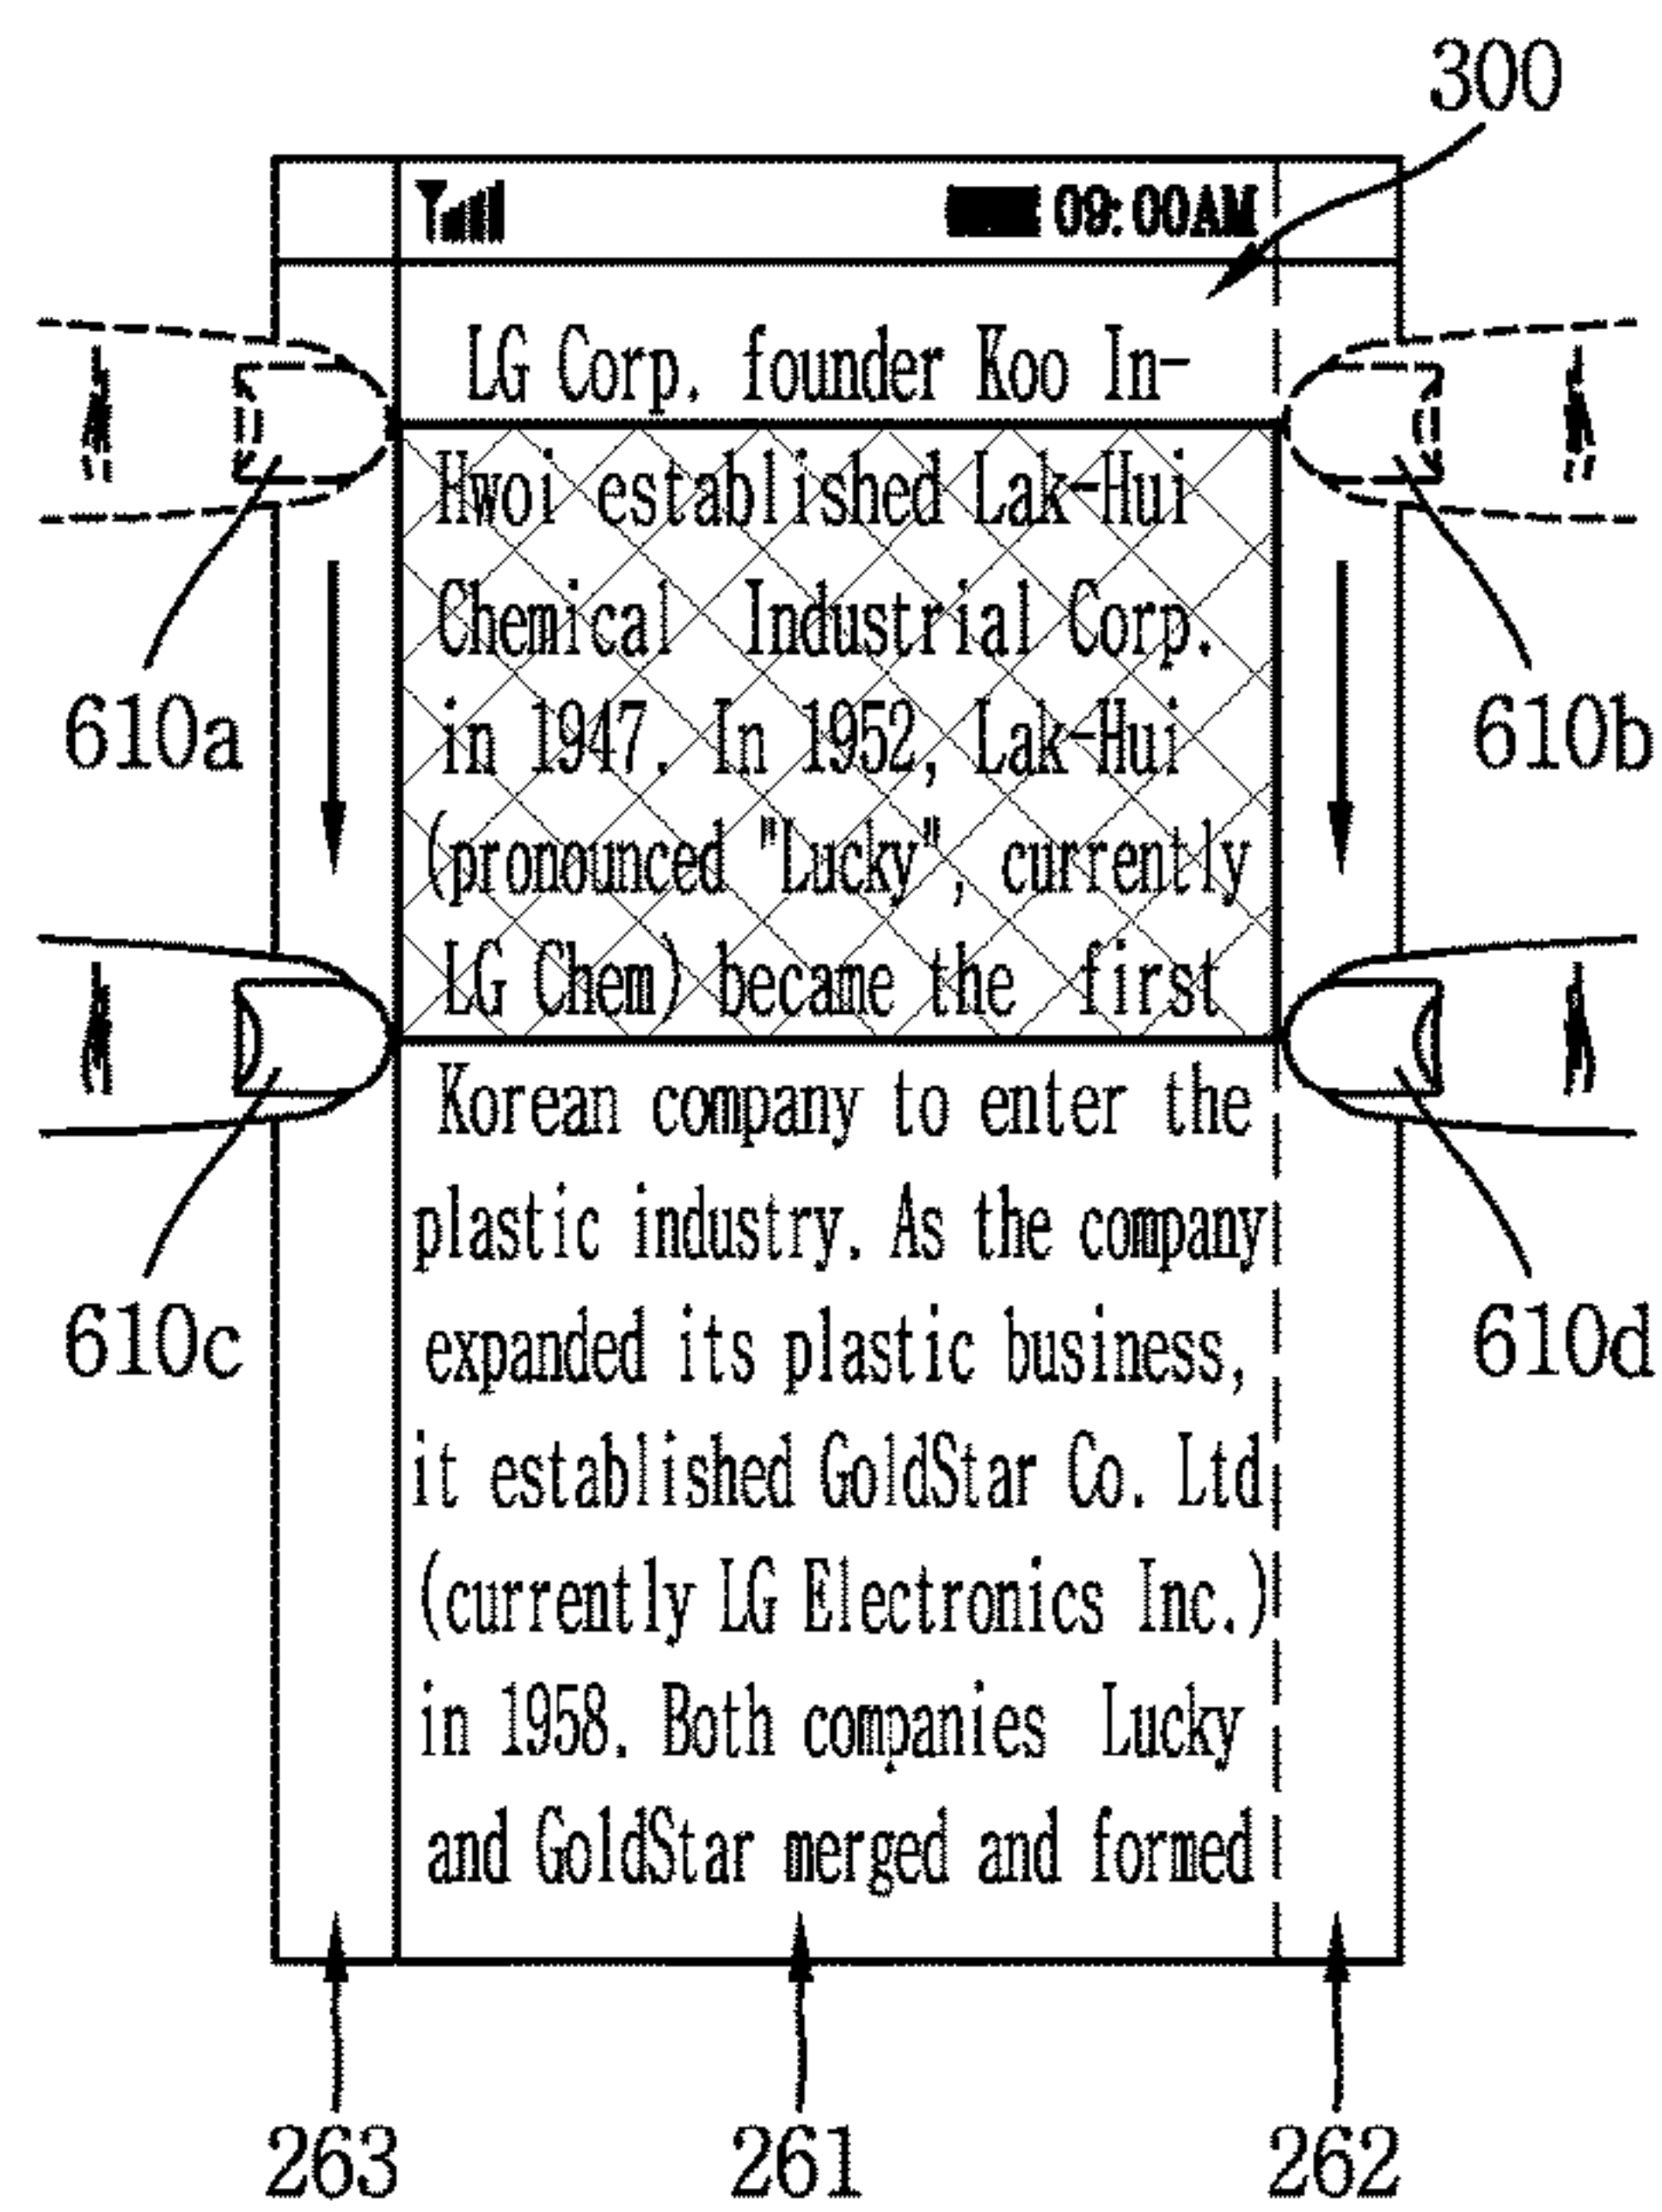 300
09:00AM
LG Corp. founder Koo In-
Hwoi established Lak-Hui
Chemical Industrial Corp.
in 1947. In 1952, Lak-Hui
(pronounced "Lucky", currently
LG Chem) became the first
Korean company to enter the
plastic industry. As the company
expanded its plastic business,
it established GoldStar Co. Ltd
(currently LG Electronics Inc.)
in 1958. Both companies Lucky
and GoldStar merged and formed
610a
610b
610c
610d
263
261
262